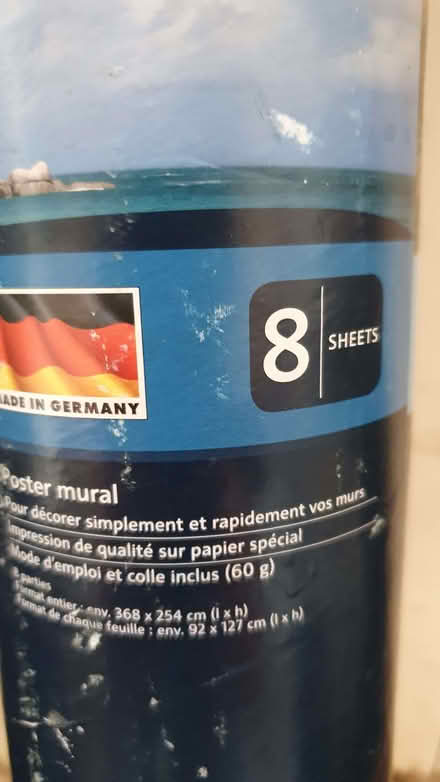 8 SHEETS
MADE IN GERMANY
Poster mural
Pour décorer simplement et rapidement vos murs
Impression de qualité sur papier spécial
Mode d'emploi et colle inclus (60 g)
8 parties
Format entier : env. 368 x 254 cm (l x h)
Format de chaque feuille : env. 92 x 127 cm (l x h)